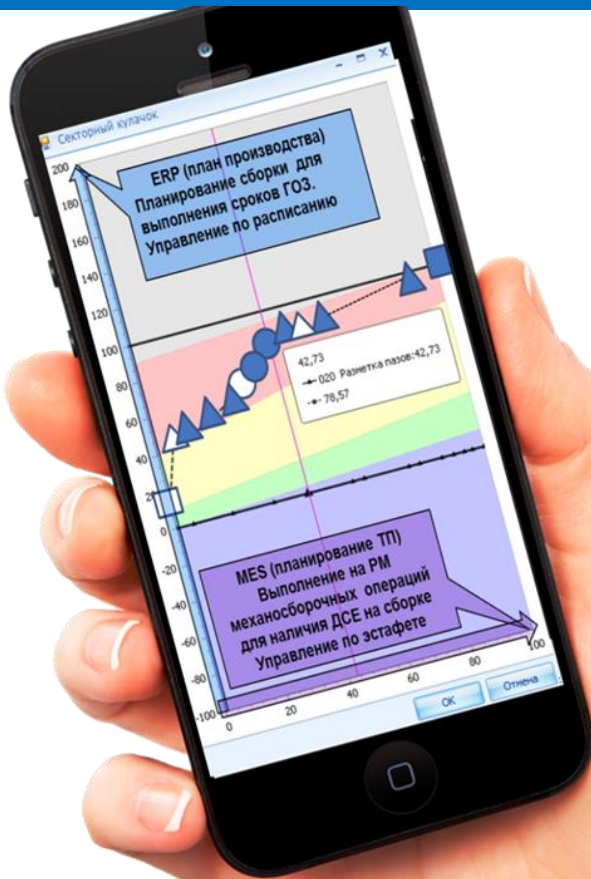 Секторный кулачок
200
180
160
140
120
100
80
60
40
20
0
-20
-40
-60
-80
-100
ERP (план производства)
Планирование сборки для
выполнения сроков ГОЗ.
Управление по расписанию
42,73
020 Разметка пазов:42,73
78,57
MES (планирование ТП)
Выполнение на РМ
механосборочных операций
для наличия ДСЕ на сборке
Управление по эстафете
0
20
40
60
80
100
OK
Отмена